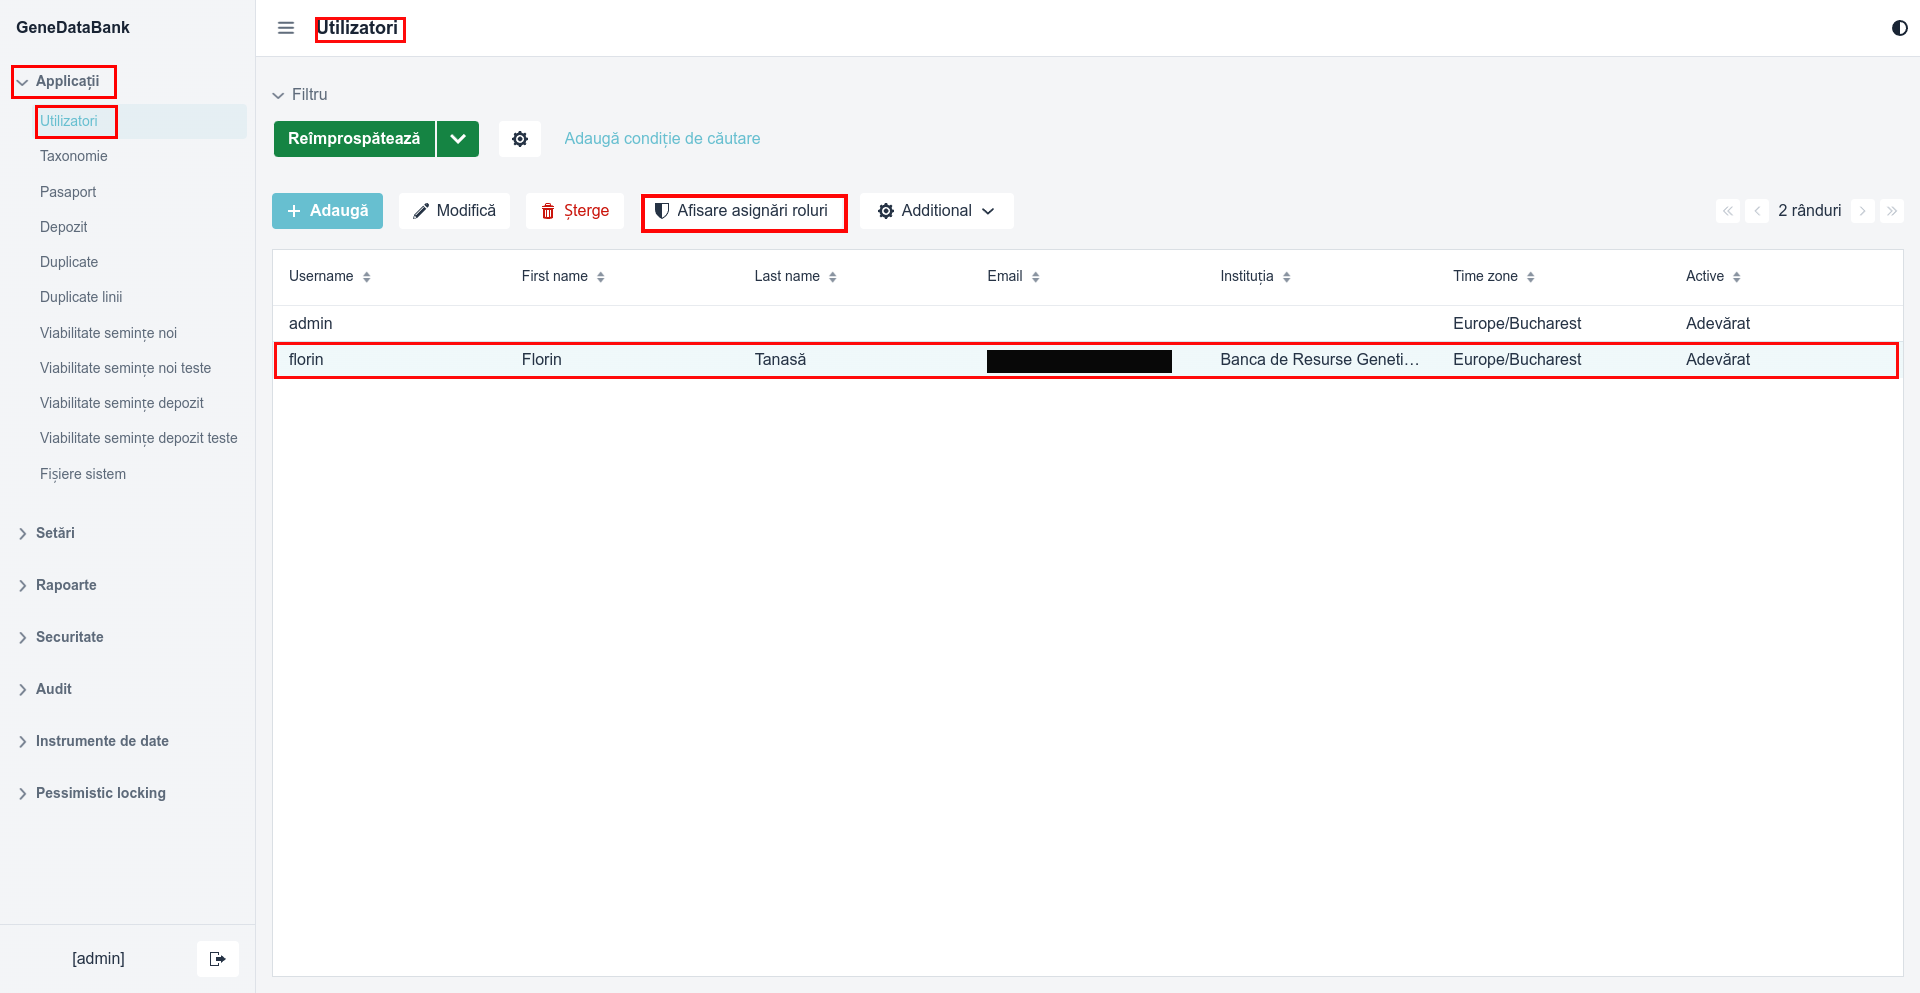 GeneDataBank
Applicații
Utilizatori
Taxonomie
Pasaport
Depozit
Duplicate
Duplicate linii
Viabilitate semințe noi
Viabilitate semințe noi teste
Viabilitate semințe depozit
Viabilitate semințe depozit teste
Fișiere sistem
Setări
Rapoarte
Securitate
Audit
Instrumente de date
Pessimistic locking
[admin]
Utilizatori
Filtru
Reîmprospătează
Adaugă condiție de căutare
Adaugă Modifică Șterge Afisare asignări roluri Additional 2 rânduri
Username First name Last name Email Instituția Time zone Active
admin Europe/Bucharest Adevărat
florin Florin Tanasă Banca de Resurse Geneti… Europe/Bucharest Adevărat